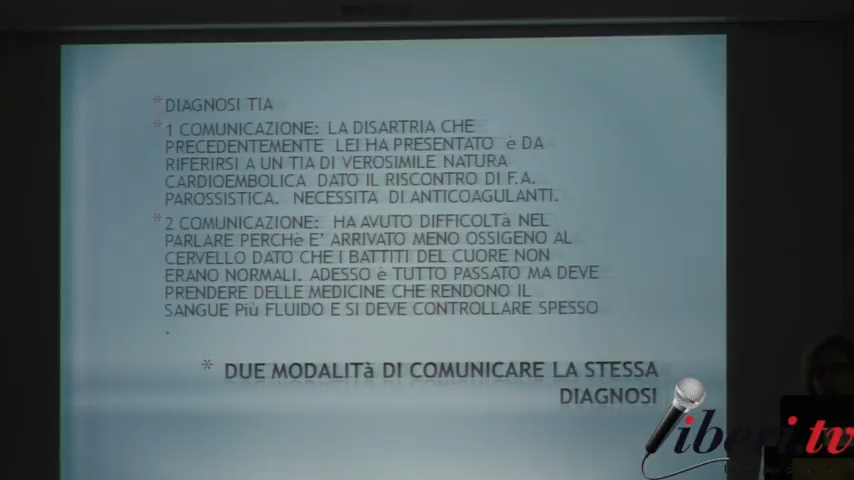 * DIAGNOSI TIA
* 1 COMUNICAZIONE: LA DISARTRIA CHE
PRECEDENTEMENTE LEI HA PRESENTATO è DA
RIFERIRSI A UN TIA DI VEROSIMILE NATURA
CARDIOEMBOLICA DATO IL RISCONTRO DI F.A.
PAROSSISTICA. NECESSITA DI ANTICOAGULANTI.
* 2 COMUNICAZIONE: HA AVUTO DIFFICOLTà NEL
PARLARE PERCHè E' ARRIVATO MENO OSSIGENO AL
CERVELLO DATO CHE I BATTITI DEL CUORE NON
ERANO NORMALI. ADESSO è TUTTO PASSATO MA DEVE
PRENDERE DELLE MEDICINE CHE RENDONO IL
SANGUE Più FLUIDO E SI DEVE CONTROLLARE SPESSO
.
* DUE MODALITà DI COMUNICARE LA STESSA
DIAGNOSI
liberi.tv